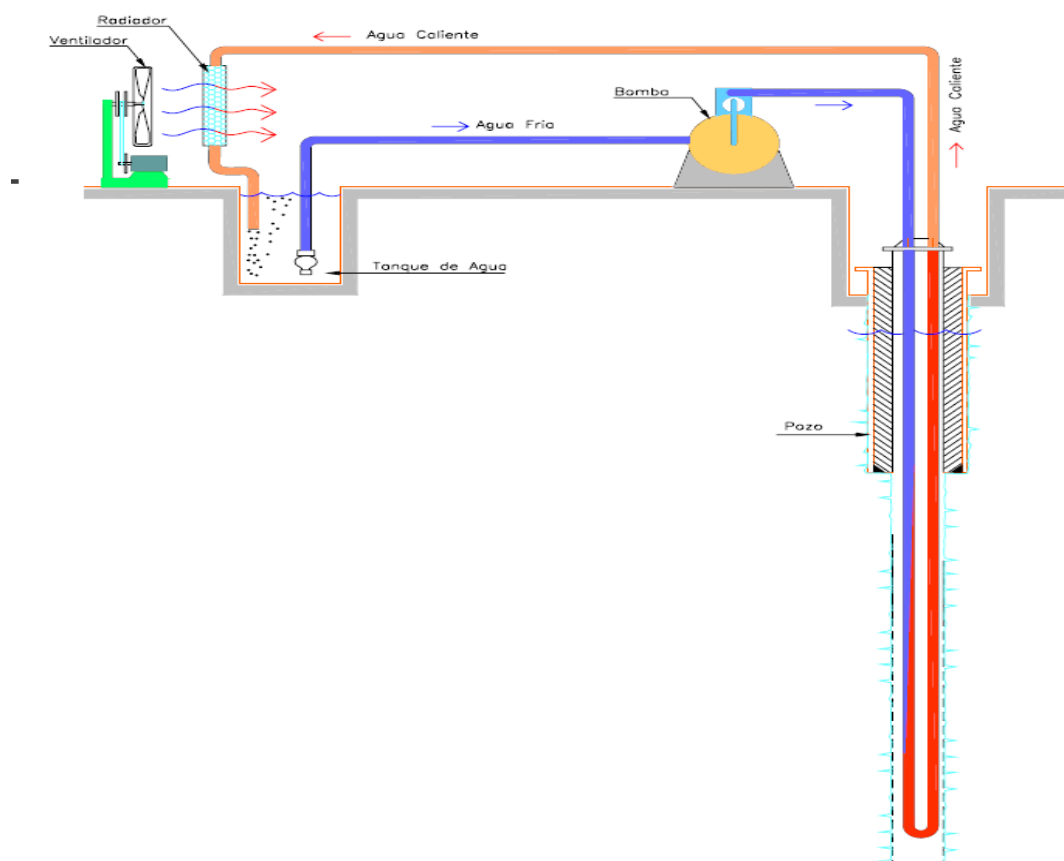 Radiador
Agua Caliente
Ventilador
Agua Caliente
Bomba
Agua Fria
Tanque de Agua
Pozo